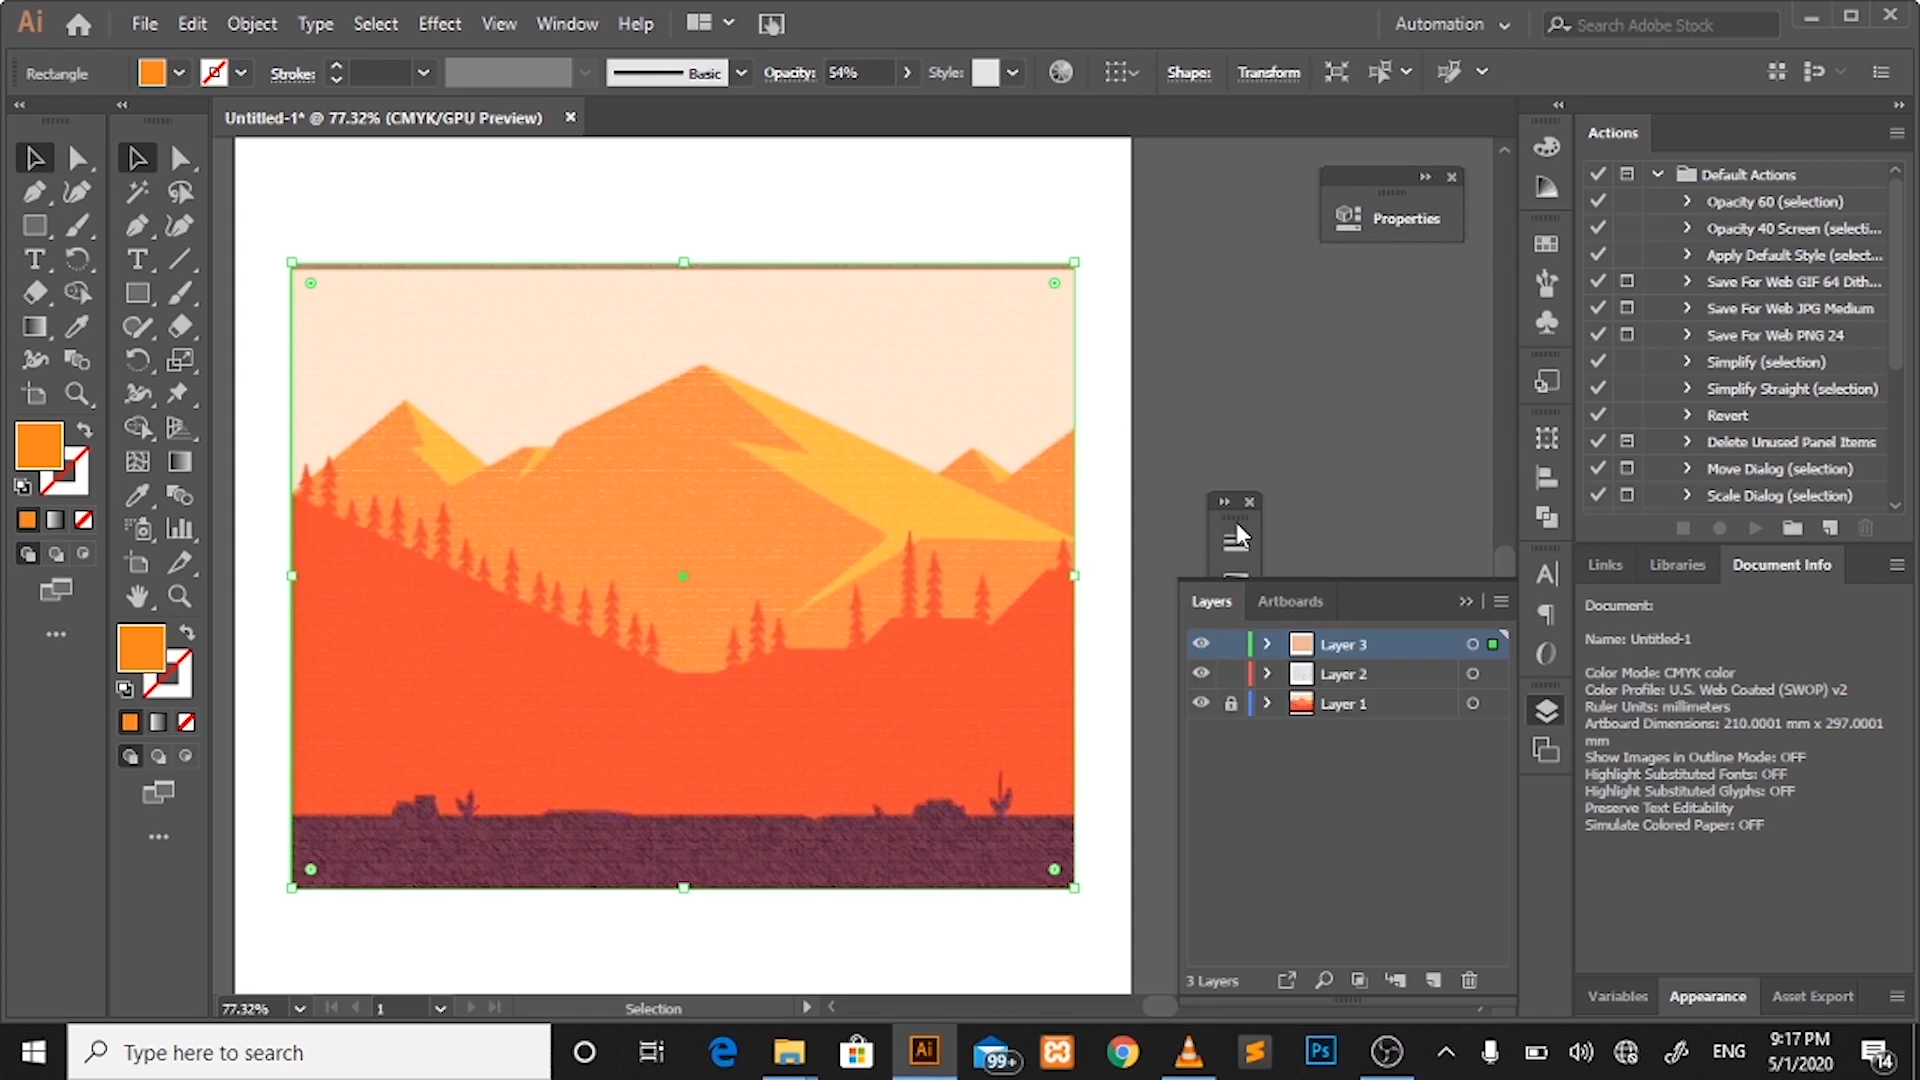 Ai File Edit Object Type Select Effect View Window Help Automation Search Adobe Stock
Rectangle Stroke: Basic Opacity: 54% Style: Shape: Transform
Untitled-1* @ 77.32% (CMYK/GPU Preview)
Properties
Actions
Default Actions
Opacity 60 (selection)
Opacity 40 Screen (selecti...
Apply Default Style (select...
Save For Web GIF 64 Dith...
Save For Web JPG Medium
Save For Web PNG 24
Simplify (selection)
Simplify Straight (selection)
Revert
Delete Unused Panel Items
Move Dialog (selection)
Scale Dialog (selection)
Layers Artboards
Layer 3
Layer 2
Layer 1
3 Layers
Links Libraries Document Info
Document:
Name: Untitled-1
Color Mode: CMYK color
Color Profile: U.S. Web Coated (SWOP) v2
Ruler Units: millimeters
Artboard Dimensions: 210.0001 mm x 297.0001
mm
Show Images in Outline Mode: OFF
Highlight Substituted Fonts: OFF
Highlight Substituted Glyphs: OFF
Preserve Text Editability
Simulate Colored Paper: OFF
Variables Appearance Asset Export
77.32% 1 Selection
Type here to search
Ai
99+
Ps
ENG
9:17 PM
5/1/2020
14